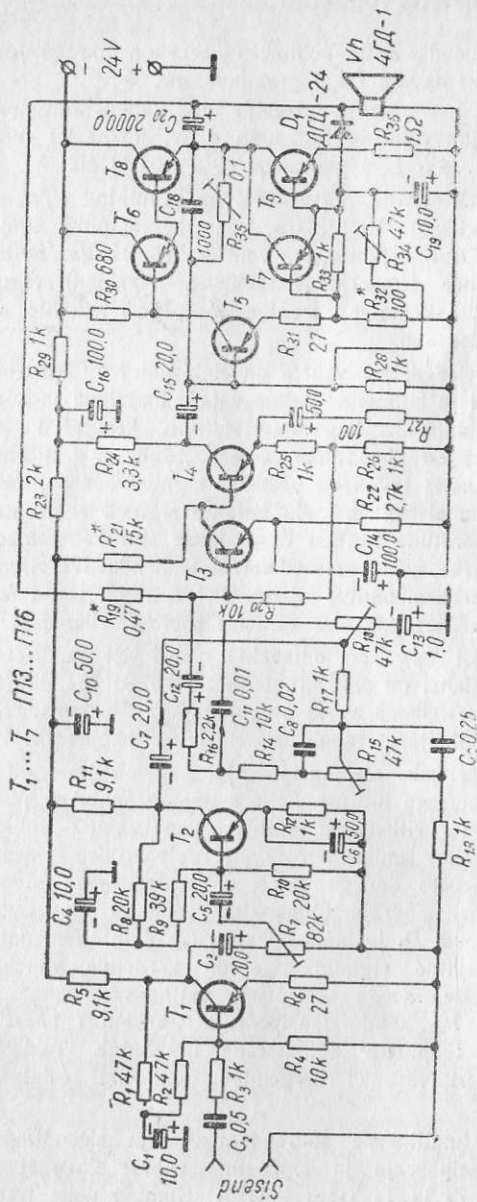 Sisend
C₂ 0,5
R₃ 1k
C₁
10,0
R₁ 47k
R₂ 47k
R₄
10k
T₁
R₅
9,1k
R₆
27
C₃
20,0
R₇
82k
C₄ 10,0
R₈ 20k
R₉ 39k
C₅ 20,0
R₁₀
20k
T₂
R₁₁
9,1k
R₁₂
1k
C₆ 50,0
C₇ 20,0
R₁₃ 1k
C₁₀ 50,0
T₁...T₇ П13...П16
R₁₆ 2,2k
C₁₂ 20,0
C₁₁ 0,01
R₁₄
10k
C₈ 0,02
R₁₅
47k
R₁₇ 1k
R₁₈
47k
C₁₃
1,0
C₉ 0,25
R₁₉*
0,47
R₂₁*
15k
R₂₀ 10k
T₃
T₄
R₂₂
2,7k
C₁₄
100,0
R₂₃ 2k
R₂₄
3,3k
C₁₆ 100,0
R₂₅
1k
R₂₆
1k
500
R₂₇
100
R₂₈
1k
C₁₅ 20,0
R₂₉ 1k
R₃₀ 680
T₅
R₃₁
27
R₃₂
100
R₃₃ 1k
R₃₄ 47k
C₁₉
10,0
T₆
T₇
T₈
T₉
C₁₈
1000
R₃₅
0,1
C₂₀
2000,0
D₁
ДГЦ-24
R₃₆
1Ω
Vh
4ГД-1
−
24V
+